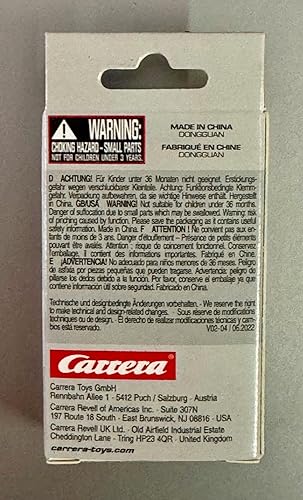 WARNING:
CHOKING HAZARD-SMALL PARTS
NOT FOR CHILDREN UNDER 3 YEARS.
MADE IN CHINA
DONGGUAN
FABRIQUÉ EN CHINE
DONGGUAN
D ACHTUNG! Für Kinder unter 36 Monaten nicht geeignet. Erstickungs-
gefahr wegen verschluckbarer Kleinteile. Achtung: Funktionsbedingte Klemm-
gefahr. Verpackung aufbewahren, da sie wichtige Hinweise enthält. Hergestellt
in China. GB/USA WARNING! Not suitable for children under 36 months.
Danger of suffocation due to small parts which may be swallowed. Warning: risk
of pinching caused by function. Please save the packaging as it contains useful
safety information. Made in China. F ATTENTION ! Ne convient pas aux en-
fants de moins de 3 ans. Danger d'étouffement – Présence de petits éléments
pouvant être avalés. Attention : risque de coincement fonctionnel. Conserver
l'emballage, il contient des informations importantes. Fabriqué en Chine.
E ¡ADVERTENCIA! No adecuado para niños menores de 36 meses. Peligro
de asfixia por piezas pequeñas que pueden tragarse. Advertencia: peligro de
aplastamiento debido a la función. Por favor, conserve el embalaje ya que
contiene información útil sobre seguridad. Fabricado en China.
Technische und designbedingte Änderungen vorbehalten. - We reserve the right
to make technical and design-related changes. - Sous réserve de modifications
techniques ou de design. - El derecho de realizar modificaciones técnicas y cam-
bios está reservado.
V02-04 | 05.2022
Carrera
Carrera Toys GmbH
Rennbahn Allee 1 - 5412 Puch / Salzburg - Austria
Carrera Revell of Americas Inc. - Suite 307N
197 Route 18 South - East Brunswick, NJ 08816 - USA
Carrera Revell UK Ltd. - Old Airfield Industrial Estate
Cheddington Lane - Tring HP23 4QR - United Kingdom
carrera-toys.com